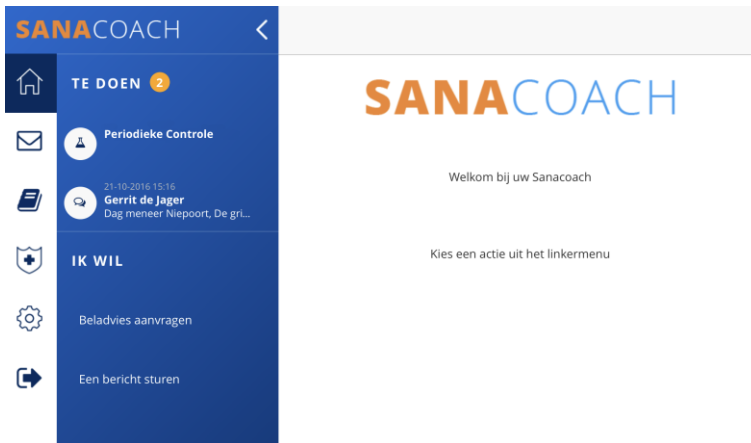 SANACOACH
TE DOEN 2
Periodieke Controle
21-10-2016 15:16
Gerrit de Jager
Dag meneer Niepoort, De gri...
IK WIL
Beladvies aanvragen
Een bericht sturen
SANACOACH
Welkom bij uw Sanacoach
Kies een actie uit het linkermenu